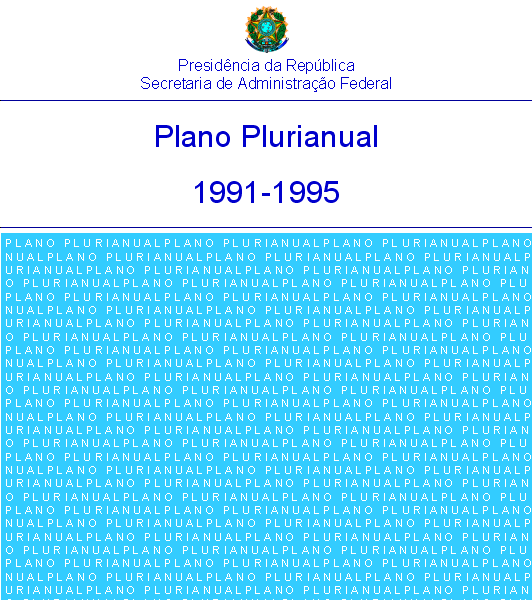 Presidência da República
Secretaria de Administração Federal
Plano Plurianual
1991-1995
PLANO PLURIANUALPLANO PLURIANUALPLANO PLURIANUALPLANO
NUALPLANO PLURIANUALPLANO PLURIANUALPLANO PLURIANUALP
URIANUALPLANO PLURIANUALPLANO PLURIANUALPLANO PLURIAN
O PLURIANUALPLANO PLURIANUALPLANO PLURIANUALPLANO PLU
PLANO PLURIANUALPLANO PLURIANUALPLANO PLURIANUALPLANO
NUALPLANO PLURIANUALPLANO PLURIANUALPLANO PLURIANUALP
URIANUALPLANO PLURIANUALPLANO PLURIANUALPLANO PLURIAN
O PLURIANUALPLANO PLURIANUALPLANO PLURIANUALPLANO PLU
PLANO PLURIANUALPLANO PLURIANUALPLANO PLURIANUALPLANO
NUALPLANO PLURIANUALPLANO PLURIANUALPLANO PLURIANUALP
URIANUALPLANO PLURIANUALPLANO PLURIANUALPLANO PLURIAN
O PLURIANUALPLANO PLURIANUALPLANO PLURIANUALPLANO PLU
PLANO PLURIANUALPLANO PLURIANUALPLANO PLURIANUALPLANO
NUALPLANO PLURIANUALPLANO PLURIANUALPLANO PLURIANUALP
URIANUALPLANO PLURIANUALPLANO PLURIANUALPLANO PLURIAN
O PLURIANUALPLANO PLURIANUALPLANO PLURIANUALPLANO PLU
PLANO PLURIANUALPLANO PLURIANUALPLANO PLURIANUALPLANO
NUALPLANO PLURIANUALPLANO PLURIANUALPLANO PLURIANUALP
URIANUALPLANO PLURIANUALPLANO PLURIANUALPLANO PLURIAN
O PLURIANUALPLANO PLURIANUALPLANO PLURIANUALPLANO PLU
PLANO PLURIANUALPLANO PLURIANUALPLANO PLURIANUALPLANO
NUALPLANO PLURIANUALPLANO PLURIANUALPLANO PLURIANUALP
URIANUALPLANO PLURIANUALPLANO PLURIANUALPLANO PLURIAN
O PLURIANUALPLANO PLURIANUALPLANO PLURIANUALPLANO PLU
PLANO PLURIANUALPLANO PLURIANUALPLANO PLURIANUALPLANO
NUALPLANO PLURIANUALPLANO PLURIANUALPLANO PLURIANUALP
URIANUALPLANO PLURIANUALPLANO PLURIANUALPLANO PLURIAN